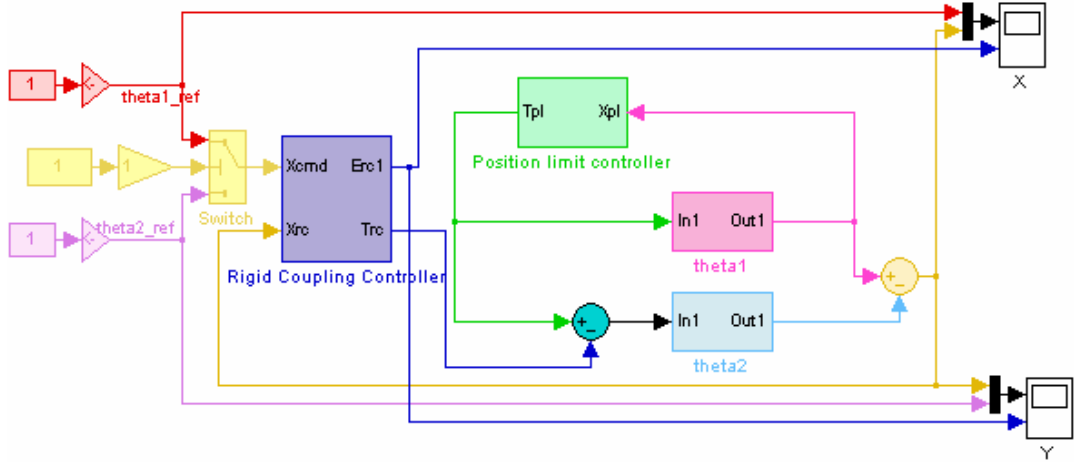 X
1
theta1_ref
Tpl
Xpl
Position limit controller
1
1
Xcmd
Erc1
Switch
Xrc
Trc
Rigid Coupling Controller
In1
Out1
theta1
1
theta2_ref
+
-
+
-
In1
Out1
theta2
Y